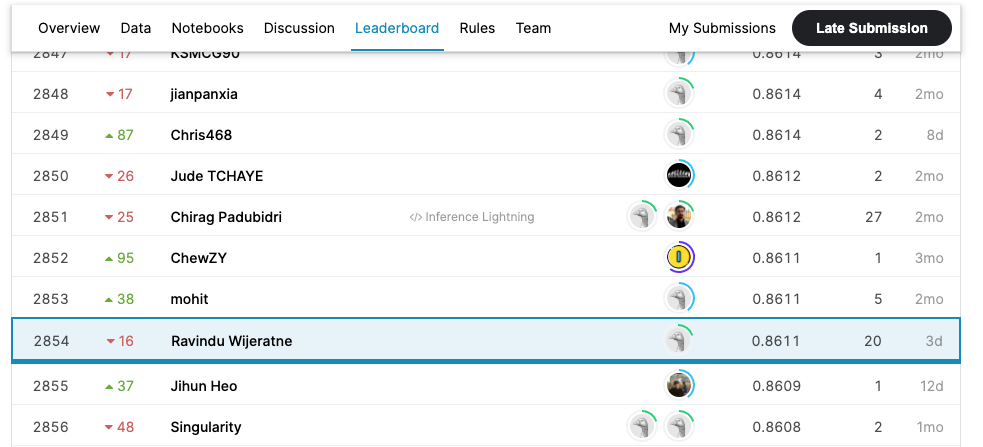 Overview Data Notebooks Discussion Leaderboard Rules Team My Submissions Late Submission
2847 17 KSMCG90 0.8614 3 2mo
2848 17 jianpanxia 0.8614 4 2mo
2849 87 Chris468 0.8614 2 8d
2850 26 Jude TCHAYE 0.8612 2 2mo
2851 25 Chirag Padubidri </> Inference Lightning 0.8612 27 2mo
2852 95 ChewZY 0.8611 1 3mo
2853 38 mohit 0.8611 5 2mo
2854 16 Ravindu Wijeratne 0.8611 20 3d
2855 37 Jihun Heo 0.8609 1 12d
2856 48 Singularity 0.8608 2 1mo